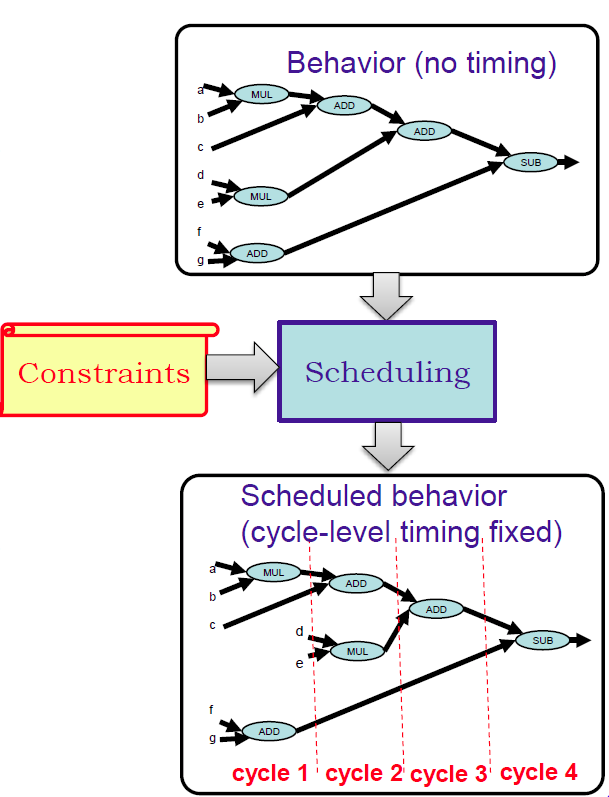 Behavior (no timing)
a
MUL
b
ADD
c
ADD
d
SUB
e
MUL
f
g
ADD
Constraints
Scheduling
Scheduled behavior
(cycle-level timing fixed)
a
MUL
b
ADD
c
ADD
d
SUB
MUL
e
f
g
ADD
cycle 1
cycle 2
cycle 3
cycle 4